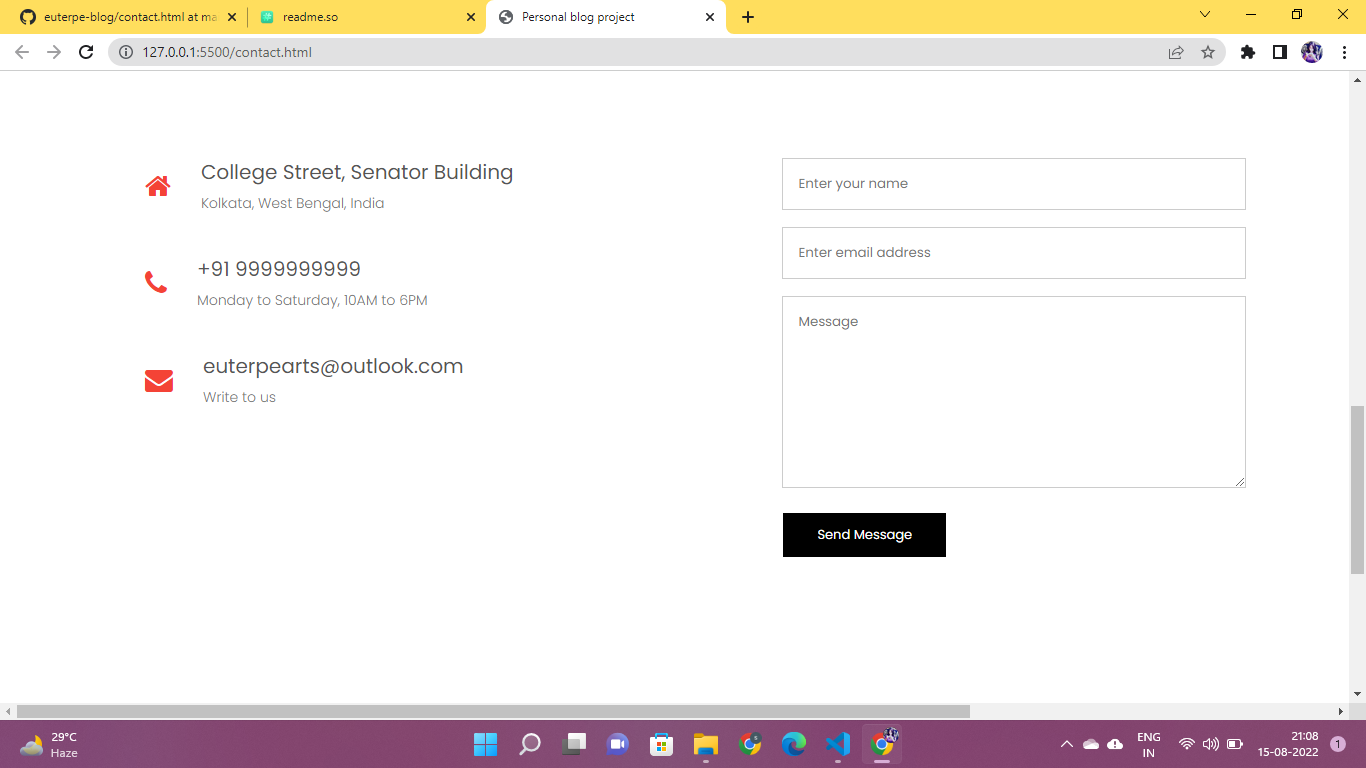 euterpe-blog/contact.html at ma
readme.so
Personal blog project
127.0.0.1:5500/contact.html
College Street, Senator Building
Kolkata, West Bengal, India
+91 9999999999
Monday to Saturday, 10AM to 6PM
euterpearts@outlook.com
Write to us
Enter your name
Enter email address
Message
Send Message
29°C
Haze
ENG
IN
21:08
15-08-2022
1